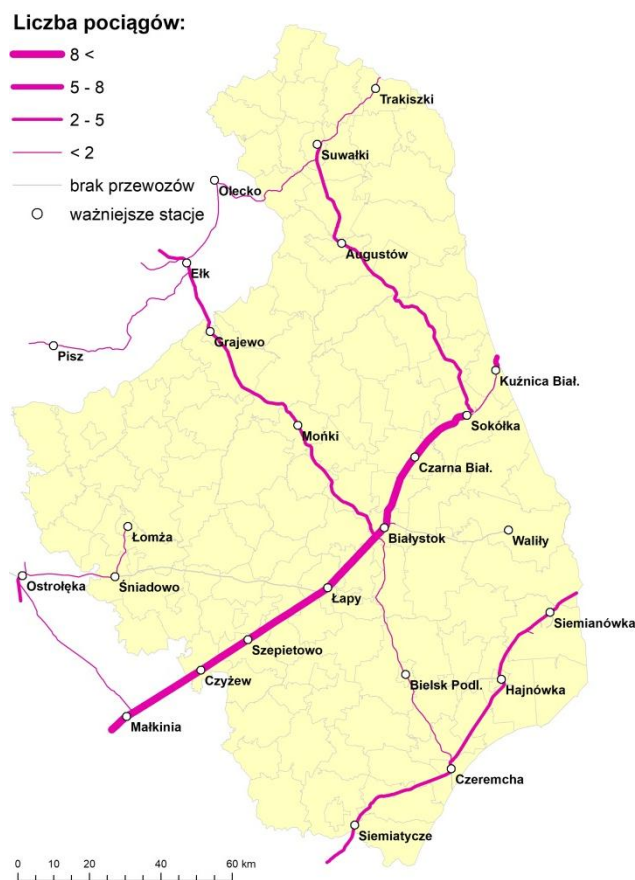 Liczba pociągów:
8 <
5 - 8
2 - 5
< 2
brak przewozów
ważniejsze stacje
Trakiszki
Suwałki
Olecko
Augustów
Ełk
Grajewo
Pisz
Kuźnica Biał.
Sokółka
Mońki
Czarna Biał.
Łomża
Białystok
Waliły
Ostrołęka
Śniadowo
Łapy
Siemianówka
Szepietowo
Czyżew
Bielsk Podl.
Hajnówka
Małkinia
Czeremcha
Siemiatycze
0 10 20 40 60 km